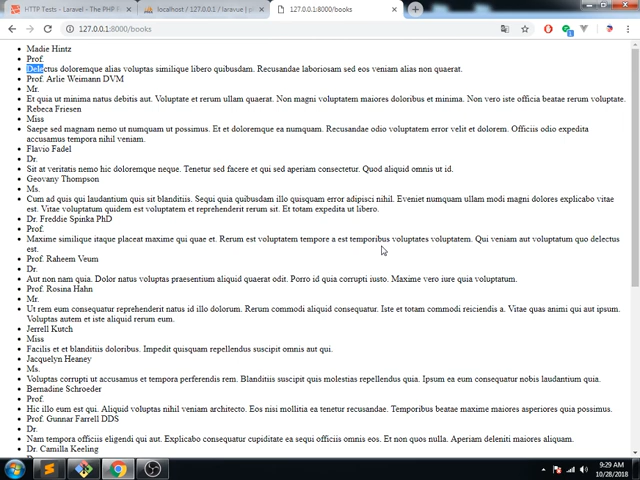 HTTP Tests - Laravel - The PHP F
localhost / 127.0.0.1 / laravue | p
127.0.0.1:8000/books
127.0.0.1:8000/books
Madie Hintz
Prof.
Delectus doloremque alias voluptas similique libero quibusdam. Recusandae laboriosam sed eos veniam alias non quaerat.
Prof. Arlie Weimann DVM
Mr.
Et quia ut minima natus debitis aut. Voluptate et rerum ullam quaerat. Non magni voluptatem maiores doloribus et minima. Non vero iste officia beatae rerum voluptate.
Rebeca Friesen
Miss
Saepe sed magnam nemo ut numquam ut possimus. Et et doloremque ea numquam. Recusandae odio voluptatem error velit et dolorem. Officiis odio expedita
accusamus tempora nihil veniam.
Flavio Fadel
Dr.
Sit at veritatis nemo hic doloremque neque. Tenetur sed facere et qui sed aperiam consectetur. Quod aliquid omnis ut id.
Geovany Thompson
Ms.
Cum ad quis qui laudantium quis sit blanditiis. Sequi quia quibusdam illo quisquam error adipisci nihil. Eveniet numquam ullam modi magni dolores explicabo vitae
est. Vitae voluptatum quidem est voluptatem et reprehenderit rerum sit. Et totam expedita ut libero.
Dr. Freddie Spinka PhD
Prof.
Maxime similique itaque placeat maxime qui quae et. Rerum est voluptatem tempore a est temporibus voluptates voluptatem. Qui veniam aut voluptatum quo delectus
est.
Prof. Raheem Veum
Dr.
Aut non nam quia. Dolor natus voluptas praesentium aliquid quaerat odit. Porro id quia corrupti iusto. Maxime vero iure quia voluptatum.
Prof. Rosina Hahn
Mr.
Ut rem eum consequatur reprehenderit natus id illo dolorum. Rerum commodi aliquid consequatur. Iste et totam commodi reiciendis a. Vitae quas animi qui aut ipsum.
Voluptas autem et iste aliquid rerum eum.
Jerrell Kutch
Miss
Facilis et et blanditiis doloribus. Impedit quisquam repellendus suscipit omnis aut qui.
Jacquelyn Heaney
Ms.
Voluptas corrupti ut accusamus et tempora perferendis rem. Blanditiis suscipit quis molestias repellendus quia. Ipsum ea eum consequatur nobis laudantium quia.
Bernadine Schroeder
Prof.
Hic illo eum est qui. Aliquid voluptas nihil veniam architecto. Eos nisi mollitia ea tenetur recusandae. Temporibus beatae maxime maiores asperiores quia possimus.
Prof. Gunnar Farrell DDS
Dr.
Nam tempora officiis eligendi qui aut. Explicabo consequatur cupiditate ea sequi officiis omnis eos. Et non quos nulla. Aperiam deleniti maiores aliquam.
Dr. Camilla Keeling
9:29 AM
10/28/2018